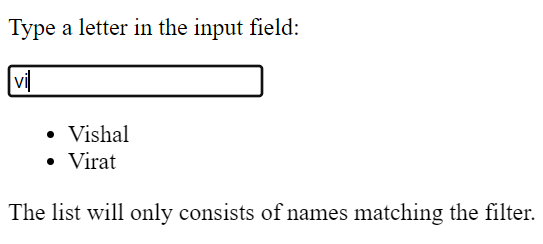 Type a letter in the input field:
vi
Vishal
Virat
The list will only consists of names matching the filter.